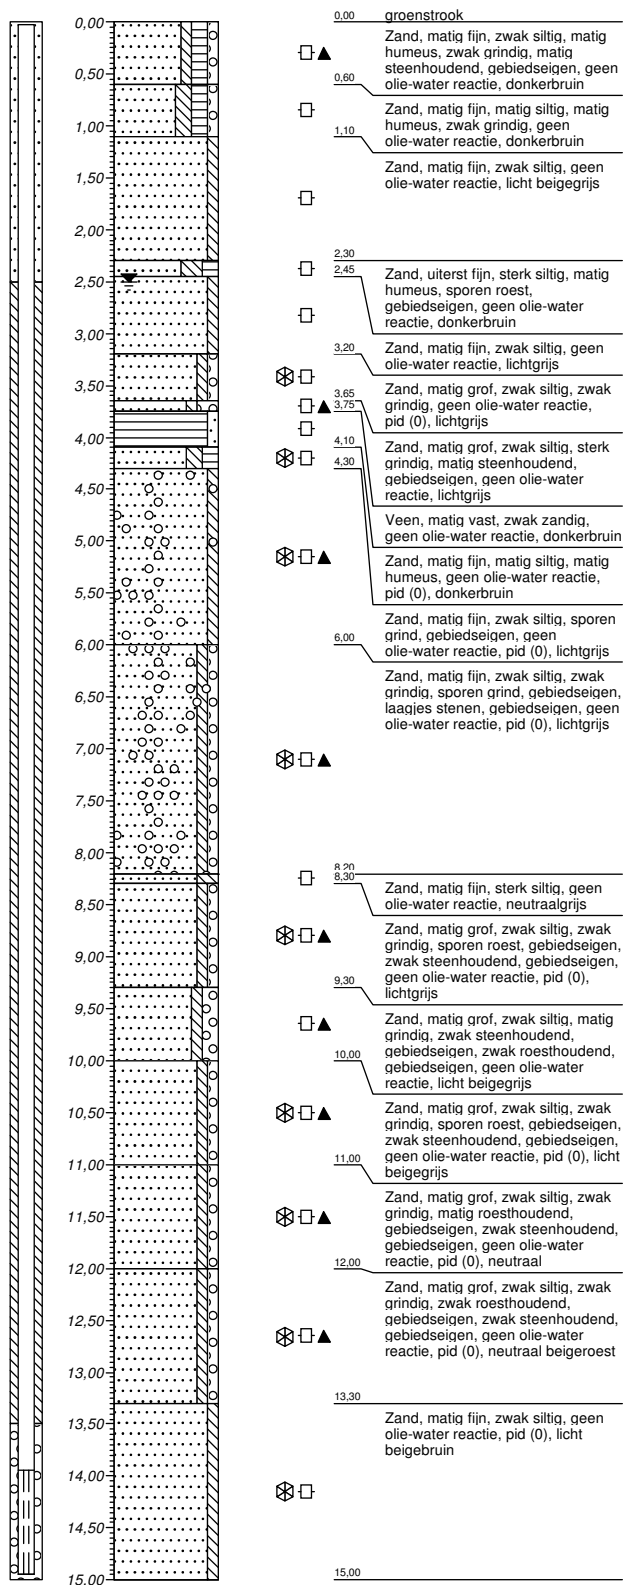 0,00
0,50
1,00
1,50
2,00
2,50
3,00
3,50
4,00
4,50
5,00
5,50
6,00
6,50
7,00
7,50
8,00
8,50
9,00
9,50
10,00
10,50
11,00
11,50
12,00
12,50
13,00
13,50
14,00
14,50
15,00
0,00 groenstrook
Zand, matig fijn, zwak siltig, matig
humeus, zwak grindig, matig
steenhoudend, gebiedseigen, geen
olie-water reactie, donkerbruin
0,60
Zand, matig fijn, matig siltig, matig
humeus, zwak grindig, geen
olie-water reactie, donkerbruin
1,10
Zand, matig fijn, zwak siltig, geen
olie-water reactie, licht beigegrijs
2,30
2,45
Zand, uiterst fijn, sterk siltig, matig
humeus, sporen roest,
gebiedseigen, geen olie-water
reactie, donkerbruin
3,20
Zand, matig fijn, zwak siltig, geen
olie-water reactie, lichtgrijs
3,65
3,75
Zand, matig grof, zwak siltig, zwak
grindig, geen olie-water reactie,
pid (0), lichtgrijs
4,10
4,30
Zand, matig grof, zwak siltig, sterk
grindig, matig steenhoudend,
gebiedseigen, geen olie-water
reactie, lichtgrijs
Veen, matig vast, zwak zandig,
geen olie-water reactie, donkerbruin
Zand, matig fijn, matig siltig, matig
humeus, geen olie-water reactie,
pid (0), donkerbruin
Zand, matig fijn, zwak siltig, sporen
grind, gebiedseigen, geen
olie-water reactie, pid (0), lichtgrijs
6,00
Zand, matig fijn, zwak siltig, zwak
grindig, sporen grind, gebiedseigen,
laagjes stenen, gebiedseigen, geen
olie-water reactie, pid (0), lichtgrijs
8,20
8,30
Zand, matig fijn, sterk siltig, geen
olie-water reactie, neutraalgrijs
Zand, matig grof, zwak siltig, zwak
grindig, sporen roest, gebiedseigen,
zwak steenhoudend, gebiedseigen,
geen olie-water reactie, pid (0),
lichtgrijs
9,30
Zand, matig grof, zwak siltig, matig
grindig, zwak steenhoudend,
gebiedseigen, zwak roesthoudend,
gebiedseigen, geen olie-water
reactie, licht beigegrijs
10,00
Zand, matig grof, zwak siltig, zwak
grindig, sporen roest, gebiedseigen,
zwak steenhoudend, gebiedseigen,
geen olie-water reactie, pid (0), licht
beigegrijs
11,00
Zand, matig grof, zwak siltig, zwak
grindig, matig roesthoudend,
gebiedseigen, zwak steenhoudend,
gebiedseigen, geen olie-water
reactie, pid (0), neutraal
12,00
Zand, matig grof, zwak siltig, zwak
grindig, zwak roesthoudend,
gebiedseigen, zwak steenhoudend,
gebiedseigen, geen olie-water
reactie, pid (0), neutraal beigeroest
13,30
Zand, matig fijn, zwak siltig, geen
olie-water reactie, pid (0), licht
beigebruin
15,00